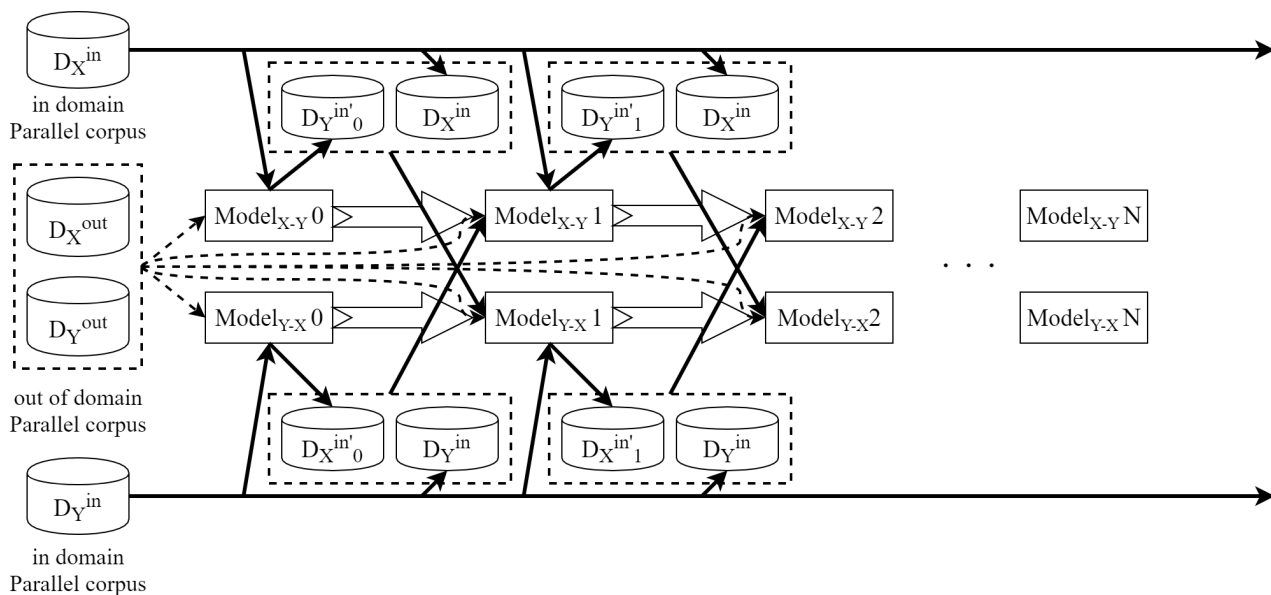 D_X^in
in domain
Parallel corpus
D_Y^in'_0
D_X^in
D_Y^in'_1
D_X^in
D_X^out
D_Y^out
out of domain
Parallel corpus
Model_X-Y 0
Model_X-Y 1
Model_X-Y 2
Model_X-Y N
. . .
Model_Y-X 0
Model_Y-X 1
Model_Y-X 2
Model_Y-X N
D_X^in'_0
D_Y^in
D_X^in'_1
D_Y^in
D_Y^in
in domain
Parallel corpus